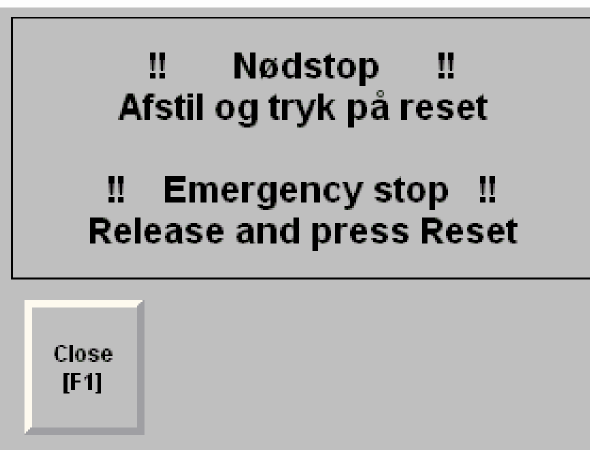 !! Nødstop !!
Afstil og tryk på reset
!! Emergency stop !!
Release and press Reset
Close
[F1]